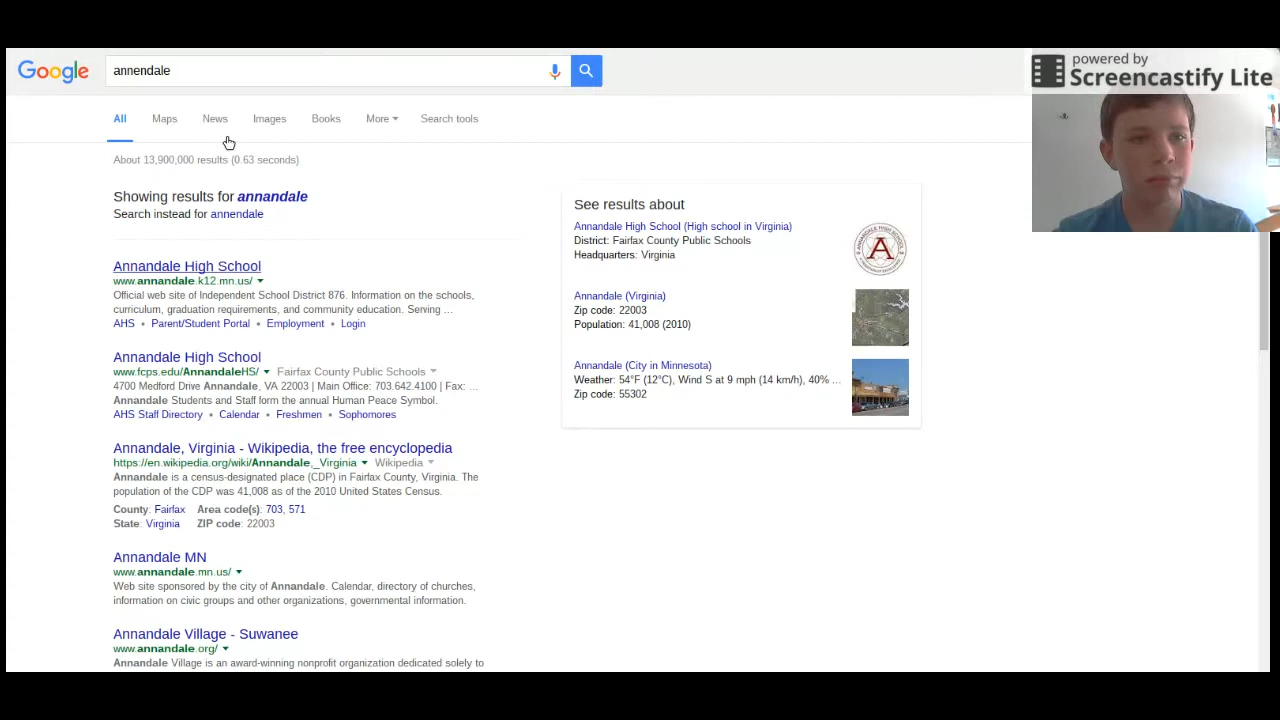 powered by
Screencastify Lite
Google
annendale
All Maps News Images Books More Search tools
About 13,900,000 results (0.63 seconds)
Showing results for annandale
Search instead for annendale
Annandale High School
www.annandale.k12.mn.us/
Official web site of Independent School District 876. Information on the schools,
curriculum, graduation requirements, and community education. Serving ...
AHS • Parent/Student Portal • Employment • Login
Annandale High School
www.fcps.edu/AnnandaleHS/ Fairfax County Public Schools
4700 Medford Drive Annandale, VA 22003 | Main Office: 703.642.4100 | Fax: ...
Annandale Students and Staff form the annual Human Peace Symbol.
AHS Staff Directory • Calendar • Freshmen • Sophomores
Annandale, Virginia - Wikipedia, the free encyclopedia
https://en.wikipedia.org/wiki/Annandale,_Virginia Wikipedia
Annandale is a census-designated place (CDP) in Fairfax County, Virginia. The
population of the CDP was 41,008 as of the 2010 United States Census.
County: Fairfax Area code(s): 703, 571
State: Virginia ZIP code: 22003
Annandale MN
www.annandale.mn.us/
Web site sponsored by the city of Annandale. Calendar, directory of churches,
information on civic groups and other organizations, governmental information.
Annandale Village - Suwanee
www.annandale.org/
Annandale Village is an award-winning nonprofit organization dedicated solely to
See results about
Annandale High School (High school in Virginia)
District: Fairfax County Public Schools
Headquarters: Virginia
A
Annandale (Virginia)
Zip code: 22003
Population: 41,008 (2010)
Annandale (City in Minnesota)
Weather: 54°F (12°C), Wind S at 9 mph (14 km/h), 40% ...
Zip code: 55302